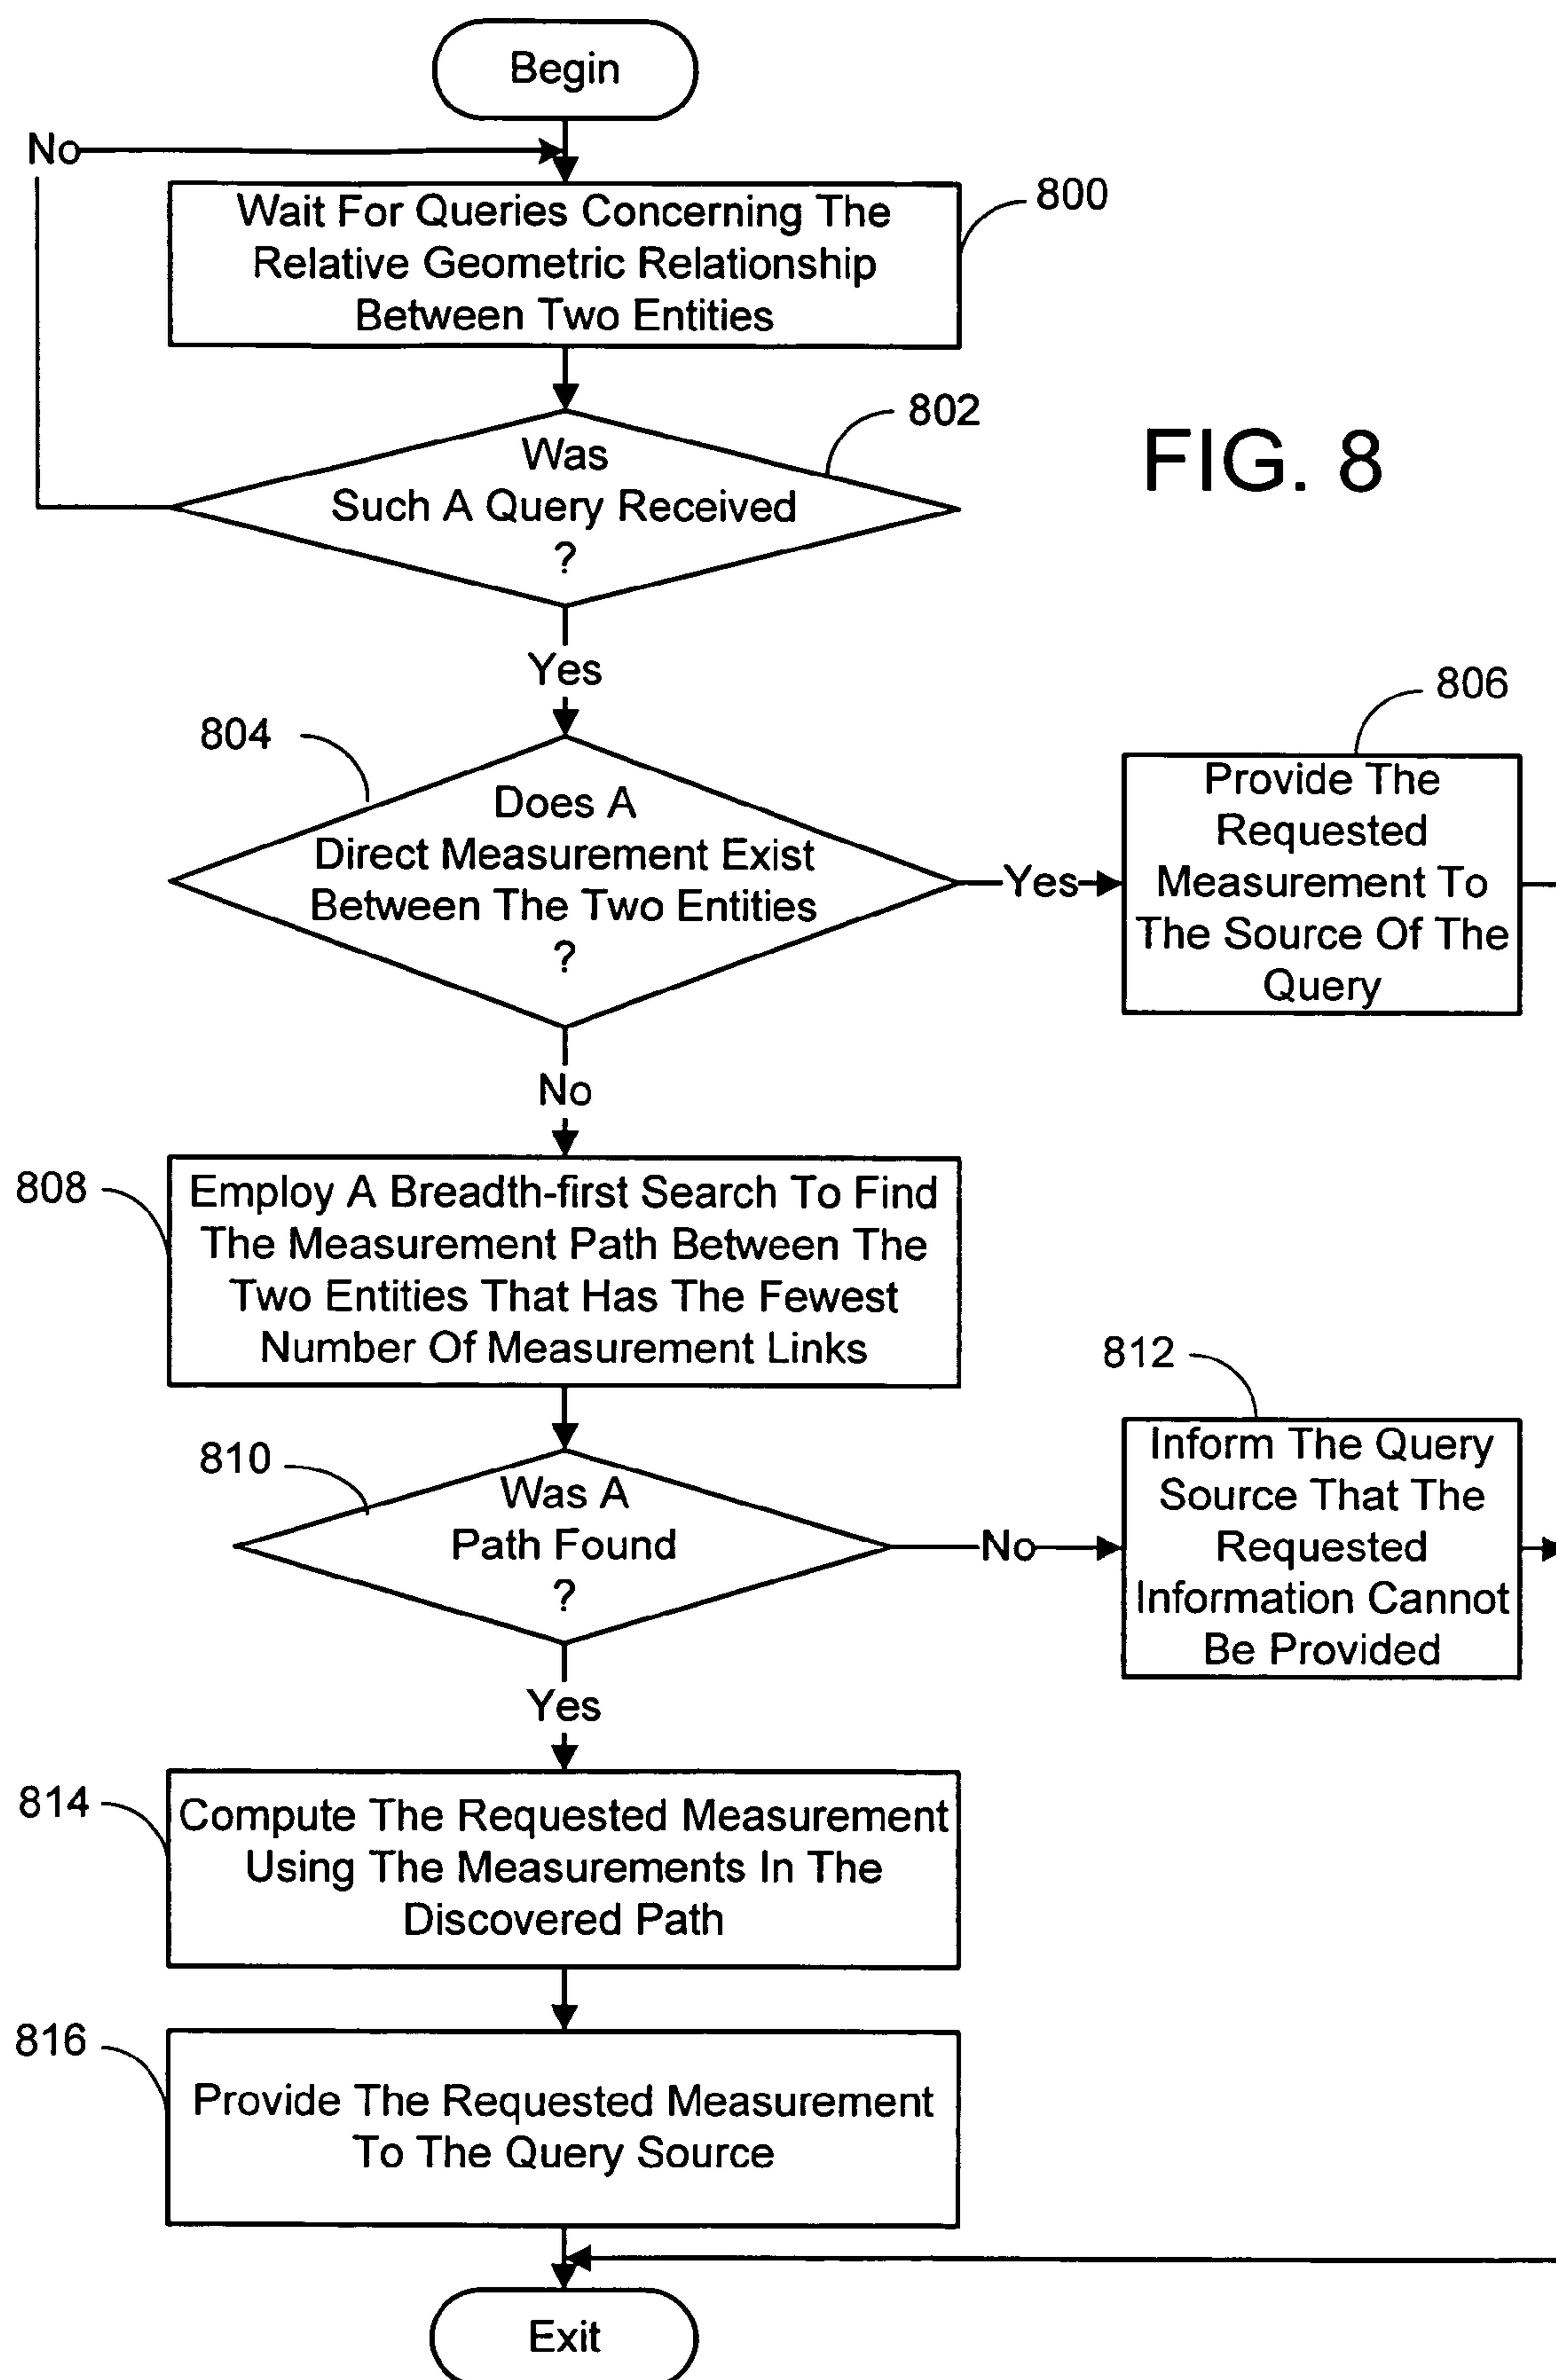 Begin
No
Wait For Queries Concerning The
Relative Geometric Relationship
Between Two Entities
800
802
Was
Such A Query Received
?
FIG. 8
Yes
804
Does A
Direct Measurement Exist
Between The Two Entities
?
Yes
806
Provide The
Requested
Measurement To
The Source Of The
Query
No
808
Employ A Breadth-first Search To Find
The Measurement Path Between The
Two Entities That Has The Fewest
Number Of Measurement Links
810
Was A
Path Found
?
No
812
Inform The Query
Source That The
Requested
Information Cannot
Be Provided
Yes
814
Compute The Requested Measurement
Using The Measurements In The
Discovered Path
816
Provide The Requested Measurement
To The Query Source
Exit